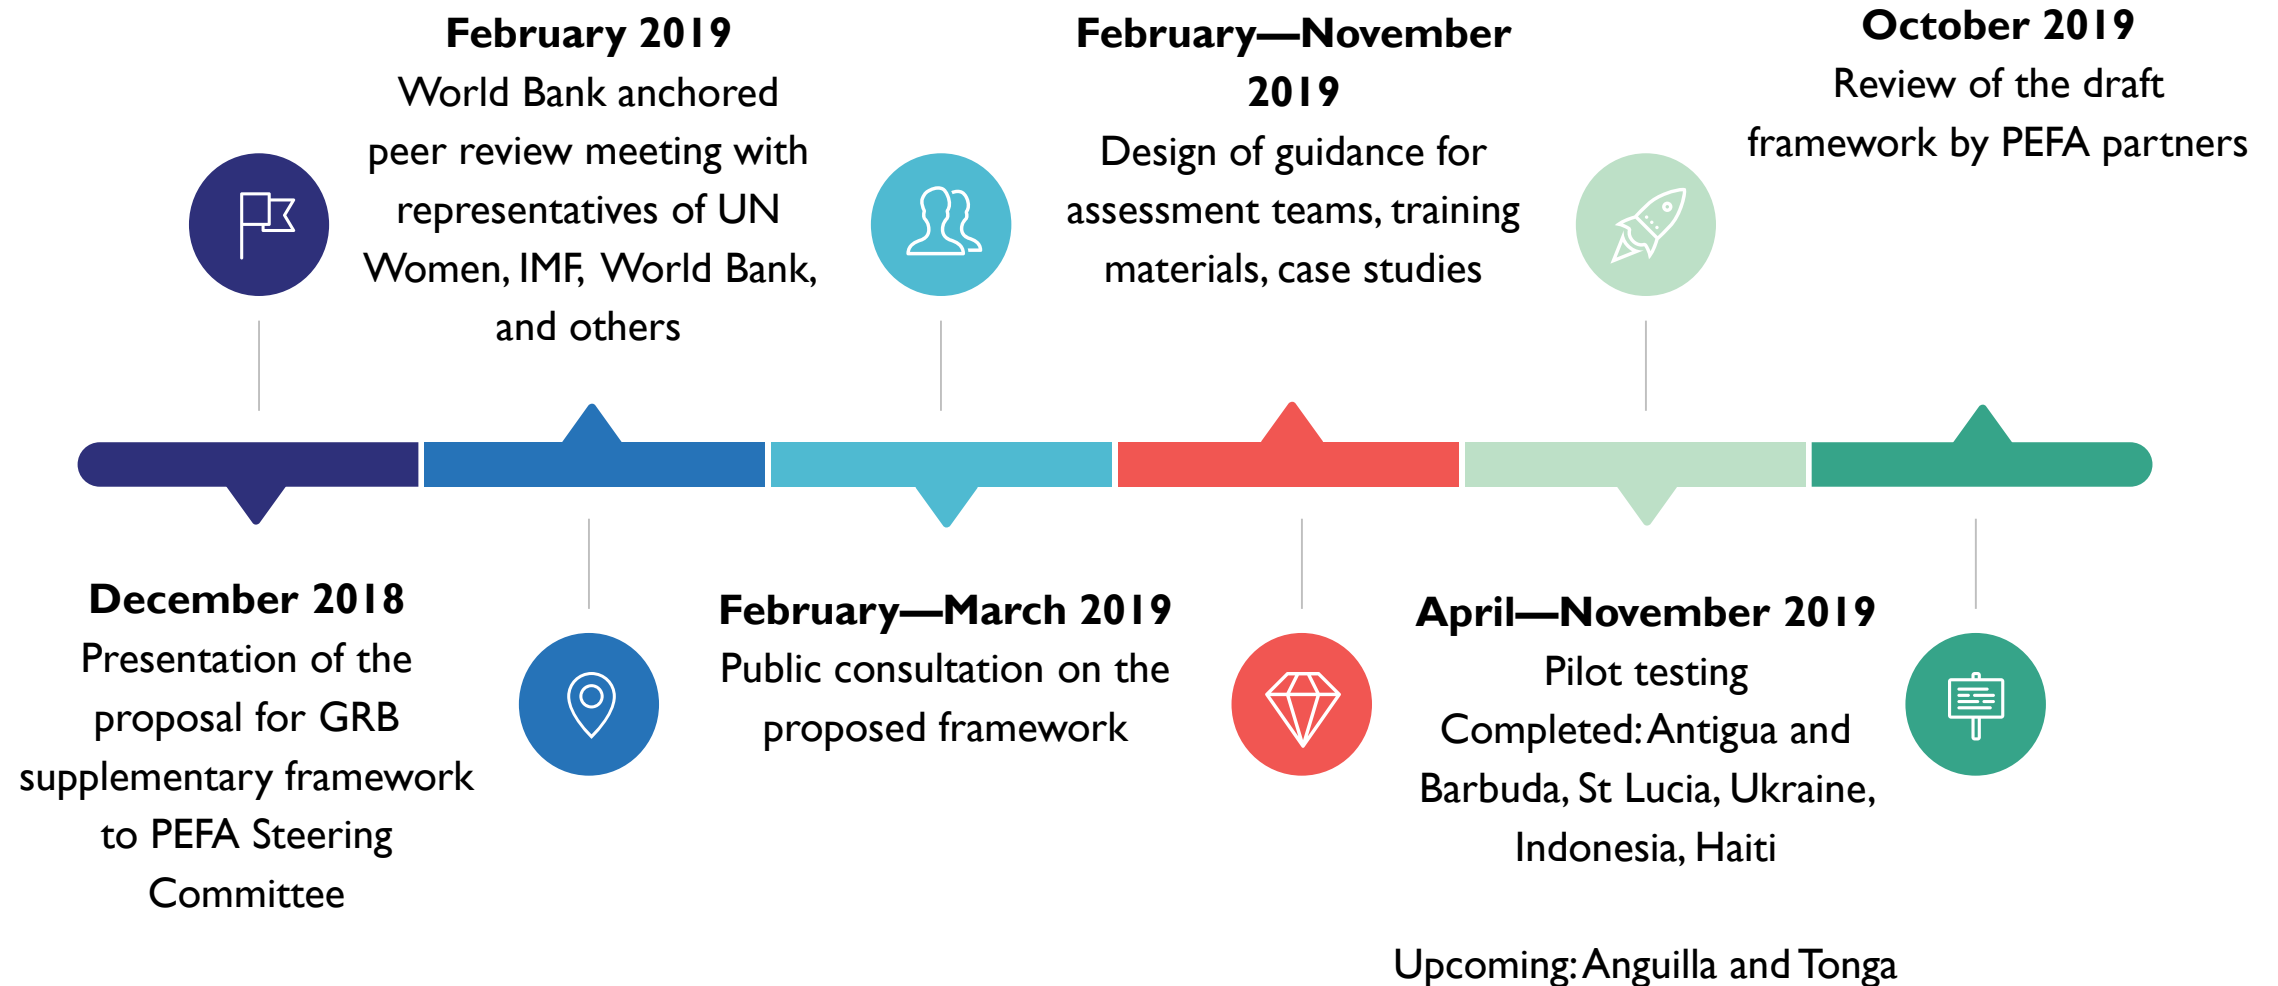 December 2018
Presentation of the
proposal for GRB
supplementary framework
to PEFA Steering
Committee
February 2019
World Bank anchored
peer review meeting with
representatives of UN
Women, IMF, World Bank,
and others
February—March 2019
Public consultation on the
proposed framework
February—November
2019
Design of guidance for
assessment teams, training
materials, case studies
April—November 2019
Pilot testing
Completed: Antigua and
Barbuda, St Lucia, Ukraine,
Indonesia, Haiti
Upcoming: Anguilla and Tonga
October 2019
Review of the draft
framework by PEFA partners